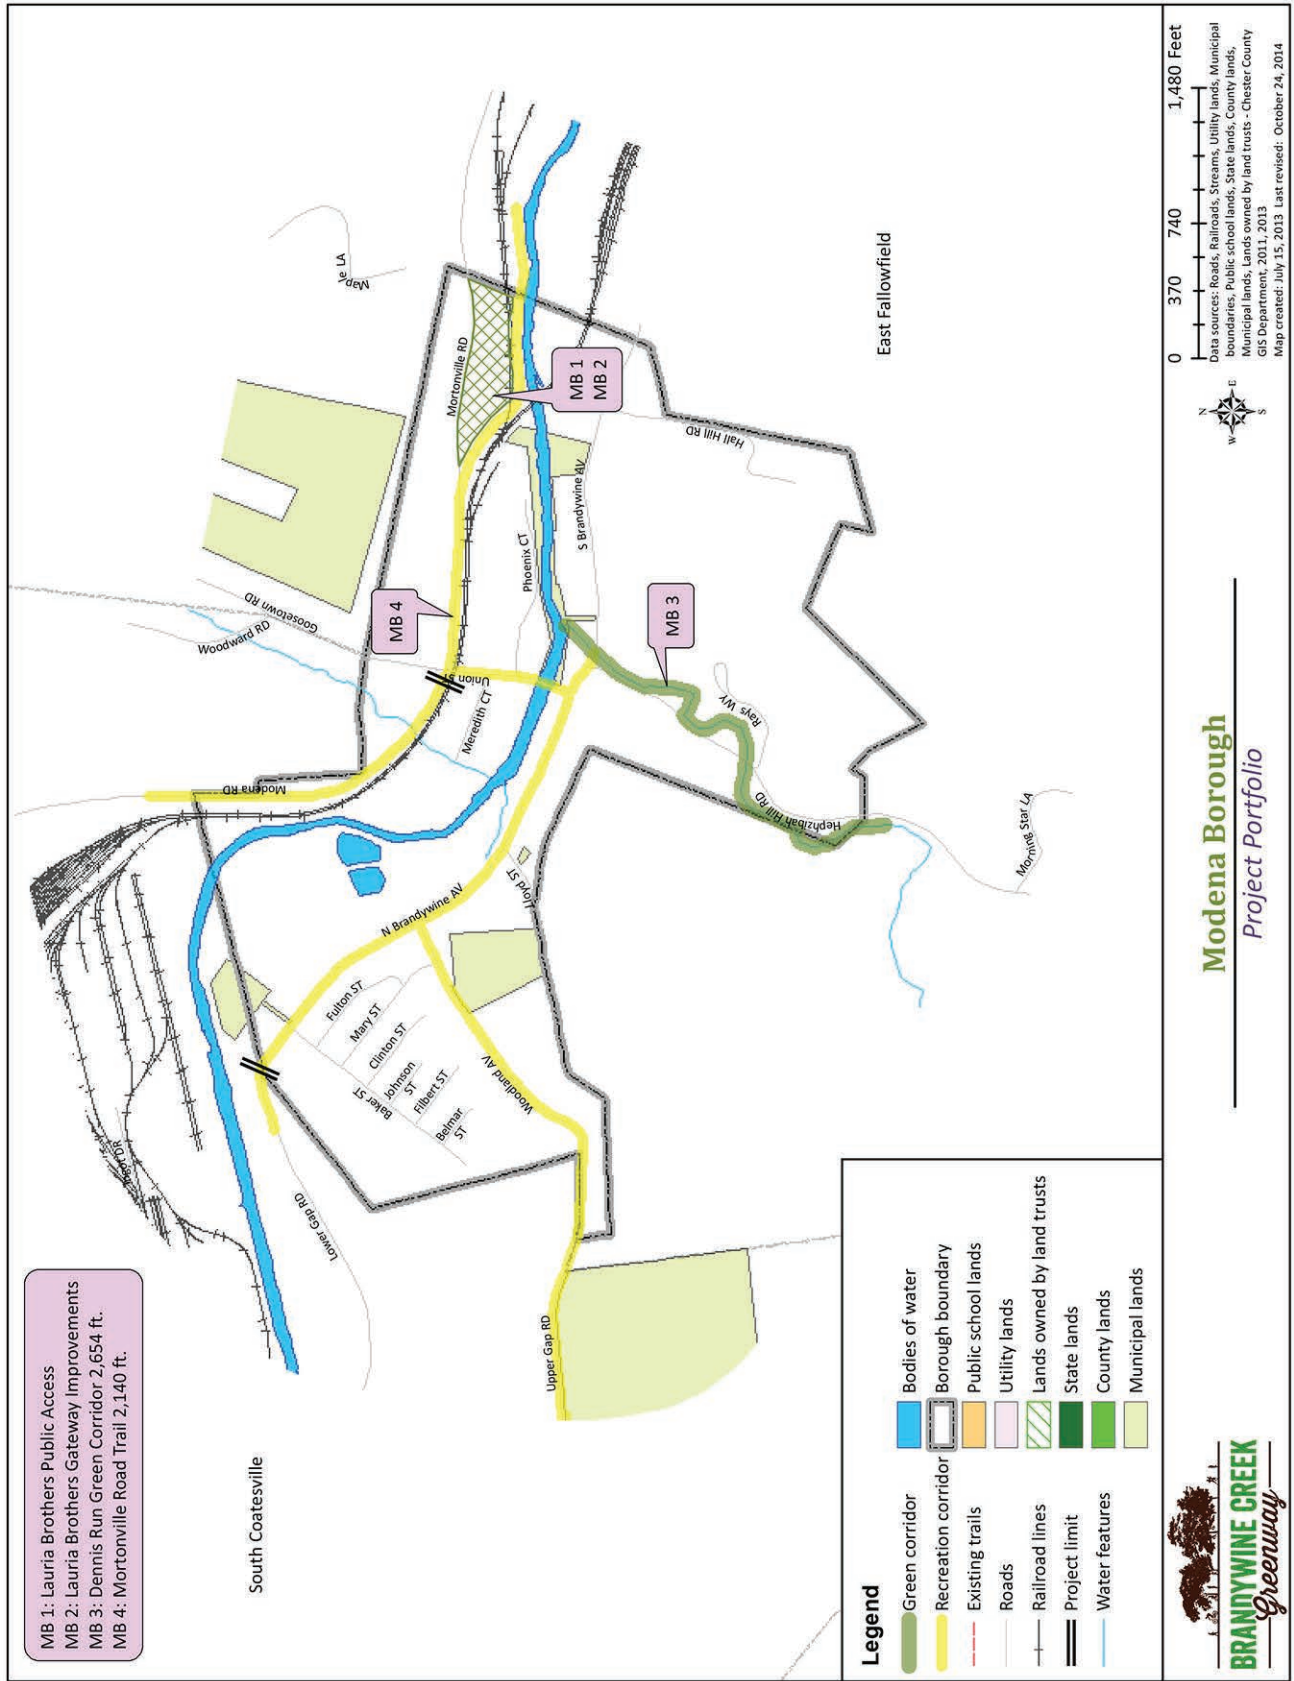 MB 1: Lauria Brothers Public Access
MB 2: Lauria Brothers Gateway Improvements
MB 3: Dennis Run Green Corridor 2,654 ft.
MB 4: Mortonville Road Trail 2,140 ft.
South Coatesville
East Fallowfield
Lower Gap RD
Upper Gap RD
Baker ST
Fulton ST
Mary ST
Clinton ST
Johnson
ST
Filbert ST
Belmar
ST
Woodland AV
N Brandywine AV
Lloyd ST
Modena RD
Meredith CT
Union ST
Woodward RD
Goosetown RD
Phoenix CT
S Brandywine AV
Mortonville RD
Maple LA
Hall Hill RD
Rays WY
Hephzibah Hill RD
Morning Star LA
MB 4
MB 1
MB 2
MB 3
Legend
Green corridor
Recreation corridor
Existing trails
Roads
Railroad lines
Project limit
Water features
Bodies of water
Borough boundary
Public school lands
Utility lands
Lands owned by land trusts
State lands
County lands
Municipal lands
BRANDYWINE CREEK
Greenway
Modena Borough
Project Portfolio
N
W E
S
0 370 740 1,480 Feet
Data sources: Roads, Railroads, Streams, Utility lands, Municipal
boundaries, Public school lands, State lands, County lands,
Municipal lands, Lands owned by land trusts - Chester County
GIS Department, 2011, 2013
Map created: July 15, 2013 Last revised: October 24, 2014